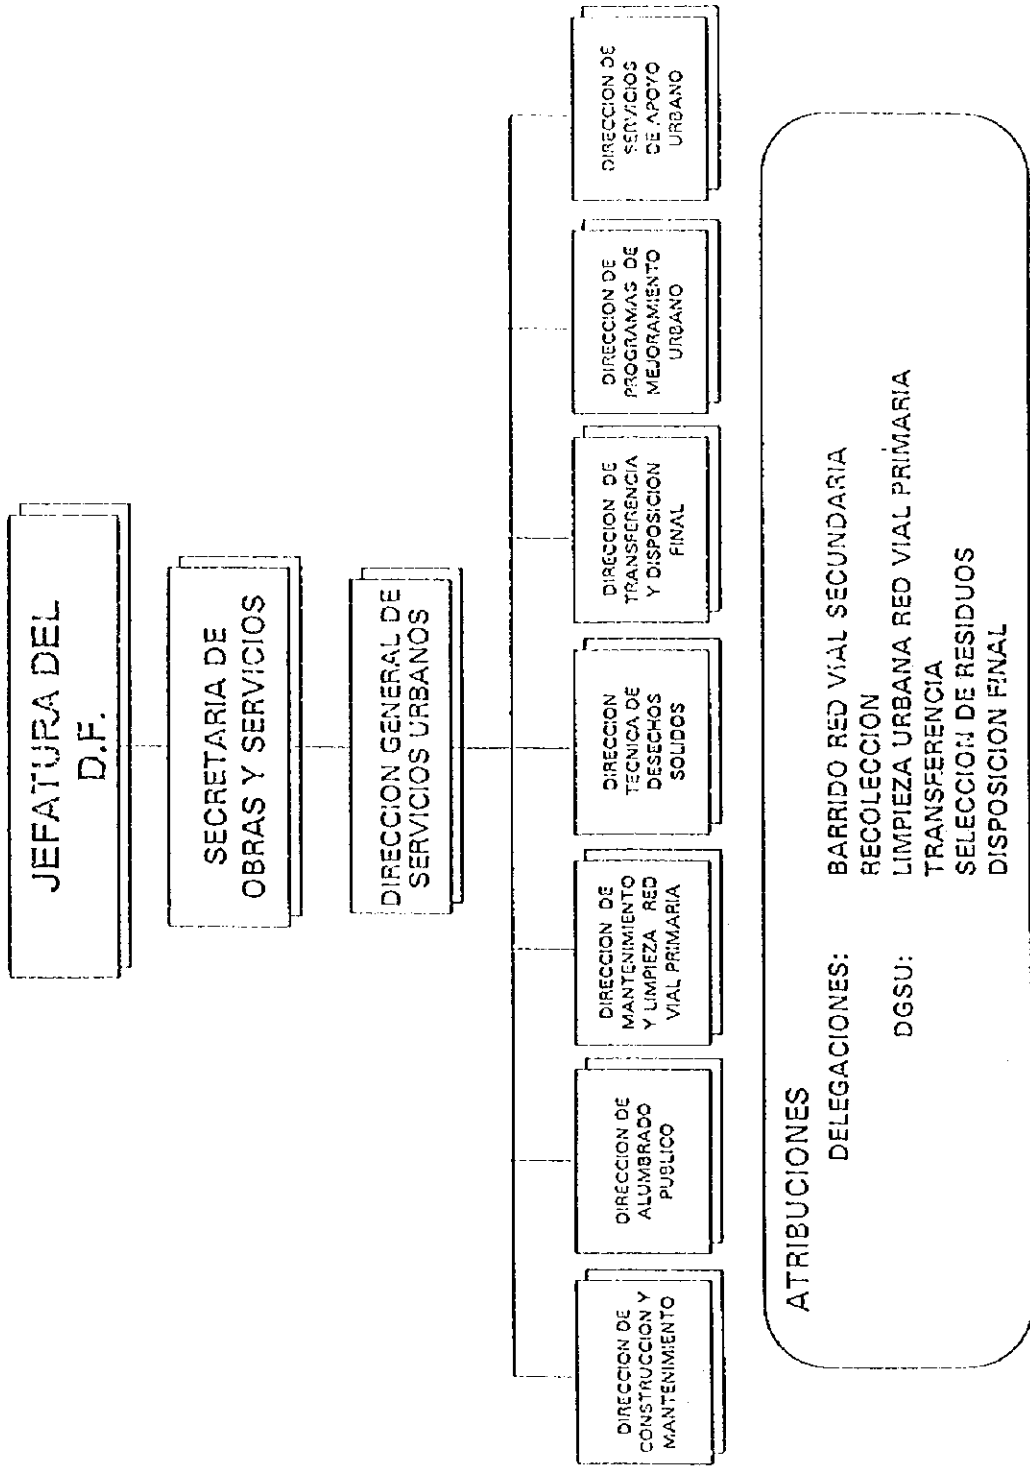 JEFATURA DEL
D.F.
SECRETARIA DE
OBRAS Y SERVICIOS
DIRECCION GENERAL DE
SERVICIOS URBANOS
DIRECCION DE
CONSTRUCCION Y
MANTENIMIENTO
DIRECCION DE
ALUMBRADO
PUBLICO
DIRECCION DE
MANTENIMIENTO
Y LIMPIEZA RED
VIAL PRIMARIA
DIRECCION
TECNICA DE
DESECHOS
SOLIDOS
DIRECCION DE
TRANSFERENCIA
Y DISPOSICION
FINAL
DIRECCION DE
PROGRAMAS DE
MEJORAMIENTO
URBANO
DIRECCION DE
SERVICIOS
DE APOYO
URBANO
ATRIBUCIONES
DELEGACIONES: BARRIDO RED VIAL SECUNDARIA
RECOLECCION
DGSU: LIMPIEZA URBANA RED VIAL PRIMARIA
TRANSFERENCIA
SELECCION DE RESIDUOS
DISPOSICION FINAL